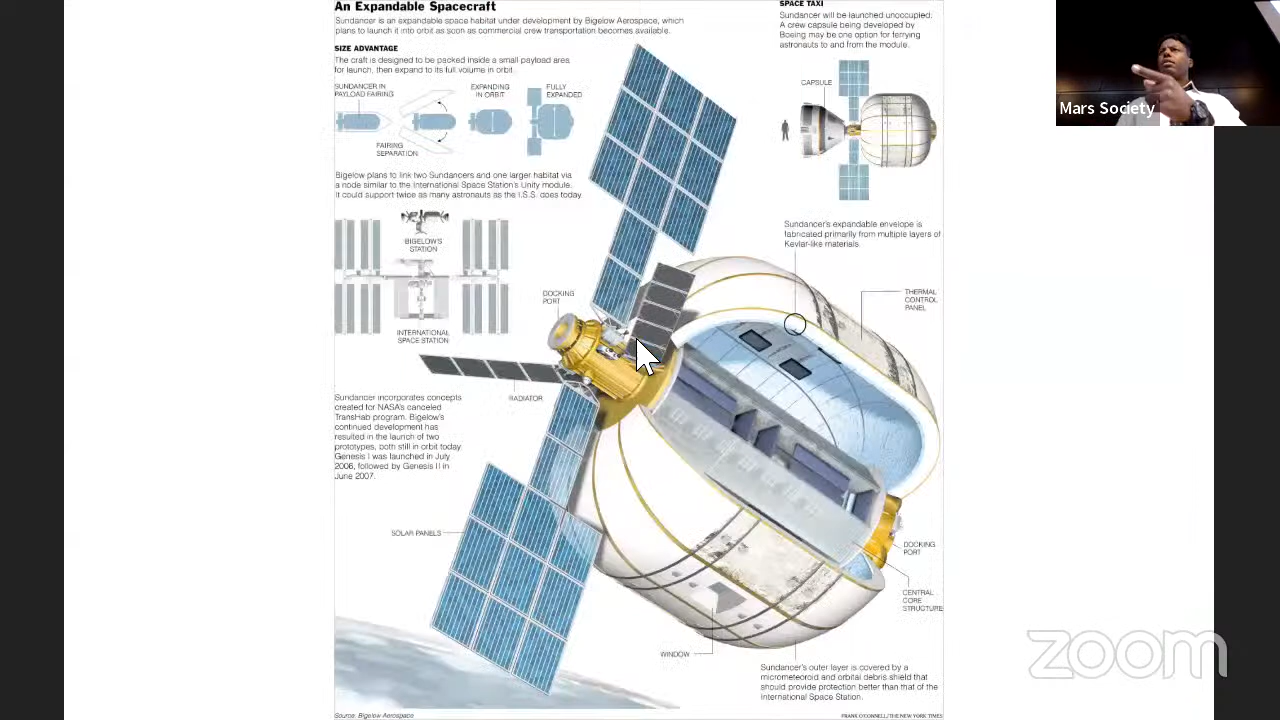 An Expandable Spacecraft
Sundancer is an expandable space habitat under development by Bigelow Aerospace, which
plans to launch it into orbit as soon as commercial crew transportation becomes available.
SIZE ADVANTAGE
The craft is designed to be packed inside a small payload area
for launch, then expand to its full volume in orbit.
SUNDANCER IN
PAYLOAD FAIRING
EXPANDING
IN ORBIT
FULLY
EXPANDED
FAIRING
SEPARATION
Bigelow plans to link two Sundancers and one larger habitat via
a node similar to the International Space Station's Unity module.
It could support twice as many astronauts as the I.S.S. does today.
BIGELOW'S
STATION
INTERNATIONAL
SPACE STATION
Sundancer incorporates concepts
created for NASA's canceled
TransHab program. Bigelow's
continued development has
resulted in the launch of two
prototypes, both still in orbit today.
Genesis I was launched in July
2006, followed by Genesis II in
June 2007.
SPACE TAXI
Sundancer will be launched unoccupied.
A crew capsule being developed by
Boeing may be one option for ferrying
astronauts to and from the module.
CAPSULE
Sundancer's expandable envelope is
fabricated primarily from multiple layers of
Kevlar-like materials.
DOCKING
PORT
THERMAL
CONTROL
PANEL
RADIATOR
SOLAR PANELS
DOCKING
PORT
CENTRAL
CORE
STRUCTURE
WINDOW
Sundancer's outer layer is covered by a
micrometeoroid and orbital debris shield that
should provide protection better than that of the
International Space Station.
Source: Bigelow Aerospace
FRANK O'CONNELL/THE NEW YORK TIMES
Mars Society
zoom